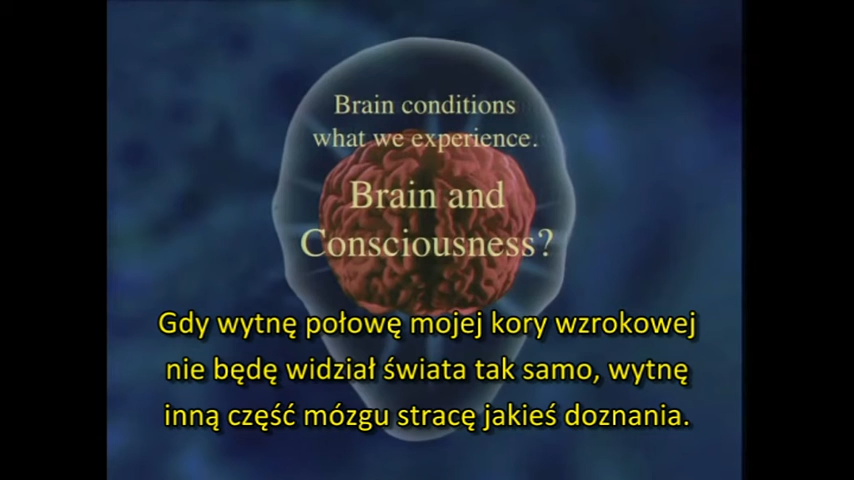 Brain conditions
what we experience.
Brain and
Consciousness?
Gdy wytnę połowę mojej kory wzrokowej
nie będę widział świata tak samo, wytnę
inną część mózgu stracę jakieś doznania.